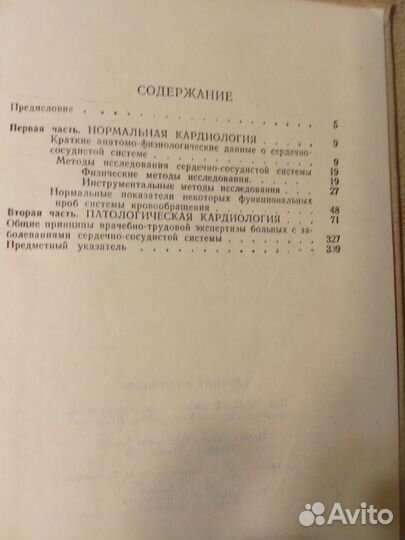 СОДЕРЖАНИЕ
Предисловие . . . . . . . . . . . . . . 5
Первая часть. НОРМАЛЬНАЯ КАРДИОЛОГИЯ . . . . 9
Краткие анатомо-физиологические данные о сердечно-
сосудистой системе . . . . . . . . . . 9
Методы исследования сердечно-сосудистой системы 19
Физические методы исследования. . . . . 19
Инструментальные методы исследования . . 27
Нормальные показатели некоторых функциональных
проб системы кровообращения . . . . . . . 48
Вторая часть. ПАТОЛОГИЧЕСКАЯ КАРДИОЛОГИЯ . . 71
Общие принципы врачебно-трудовой экспертизы больных с за-
болеваниями сердечно-сосудистой системы . . . . . 327
Предметный указатель . . . . . . . . . . 339
Avito